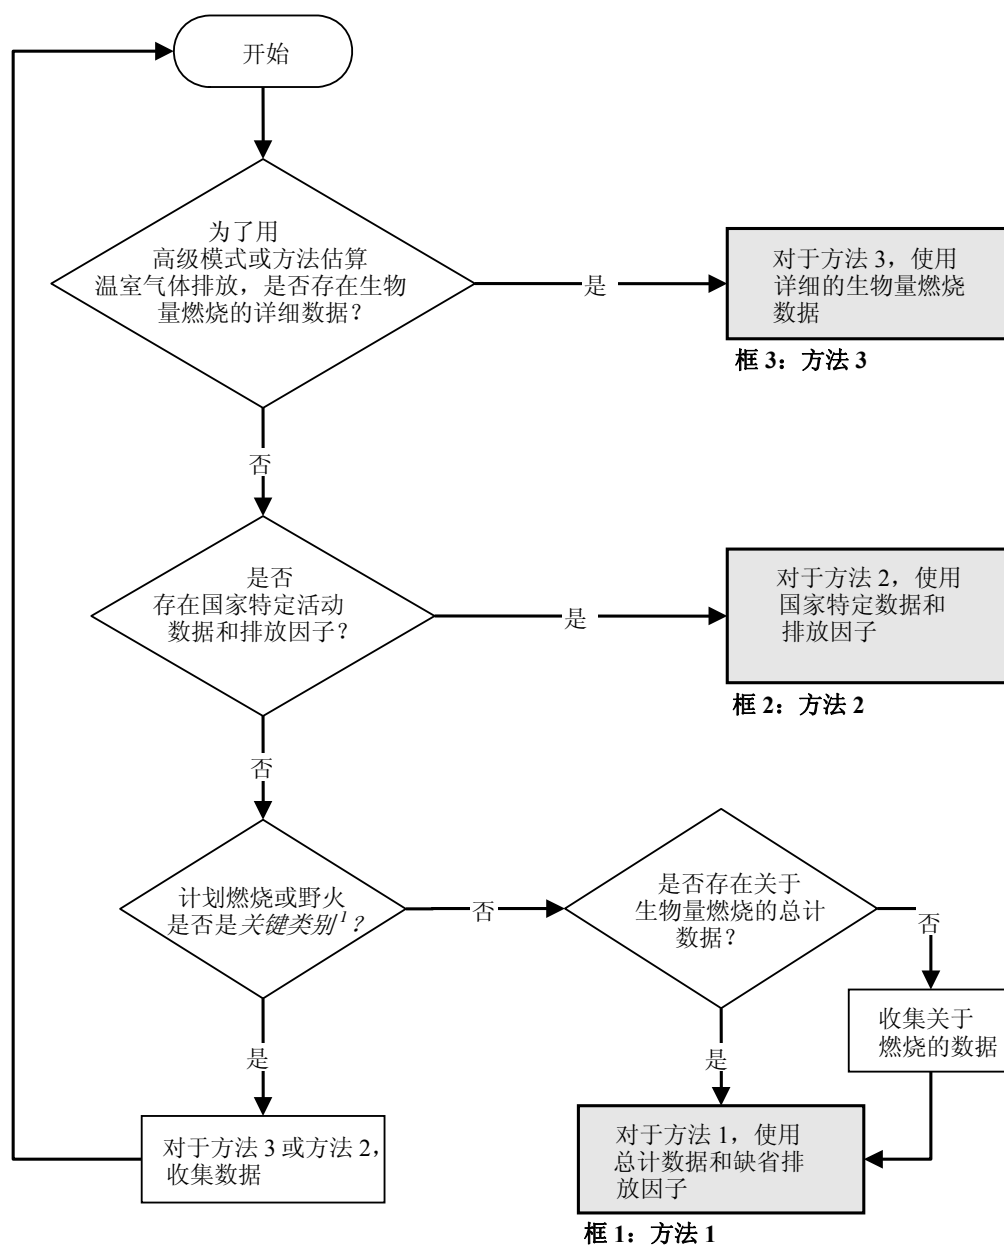 开始
为了用
高级模式或方法估算
温室气体排放，是否存在生物
量燃烧的详细数据？
是
对于方法 3，使用
详细的生物量燃烧
数据
框 3：方法 3
否
是否
存在国家特定活动
数据和排放因子？
是
对于方法 2，使用
国家特定数据和
排放因子
框 2：方法 2
否
计划燃烧或野火
是否是关键类别1？
否
是否存在关于
生物量燃烧的总计
数据？
否
收集关于
燃烧的数据
是
是
对于方法 3 或方法 2，
收集数据
对于方法 1，使用
总计数据和缺省排
放因子
框 1：方法 1